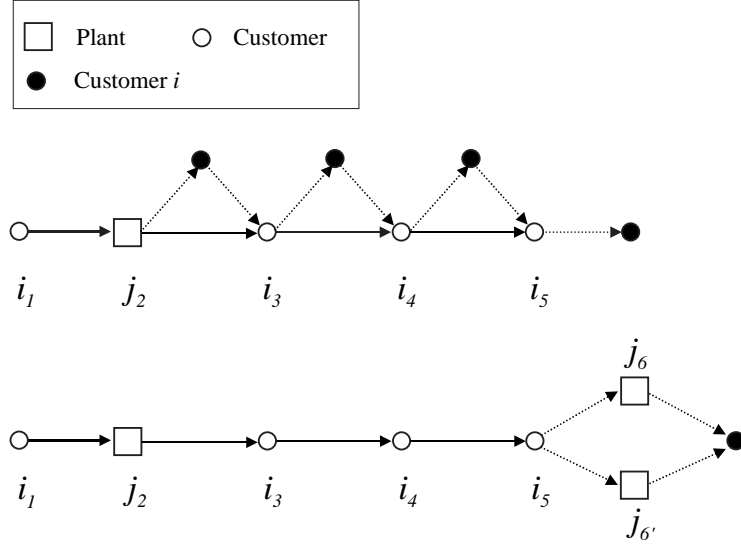 Plant Customer
Customer i
i1 j2 i3 i4 i5
j6
i1 j2 i3 i4 i5
j6'